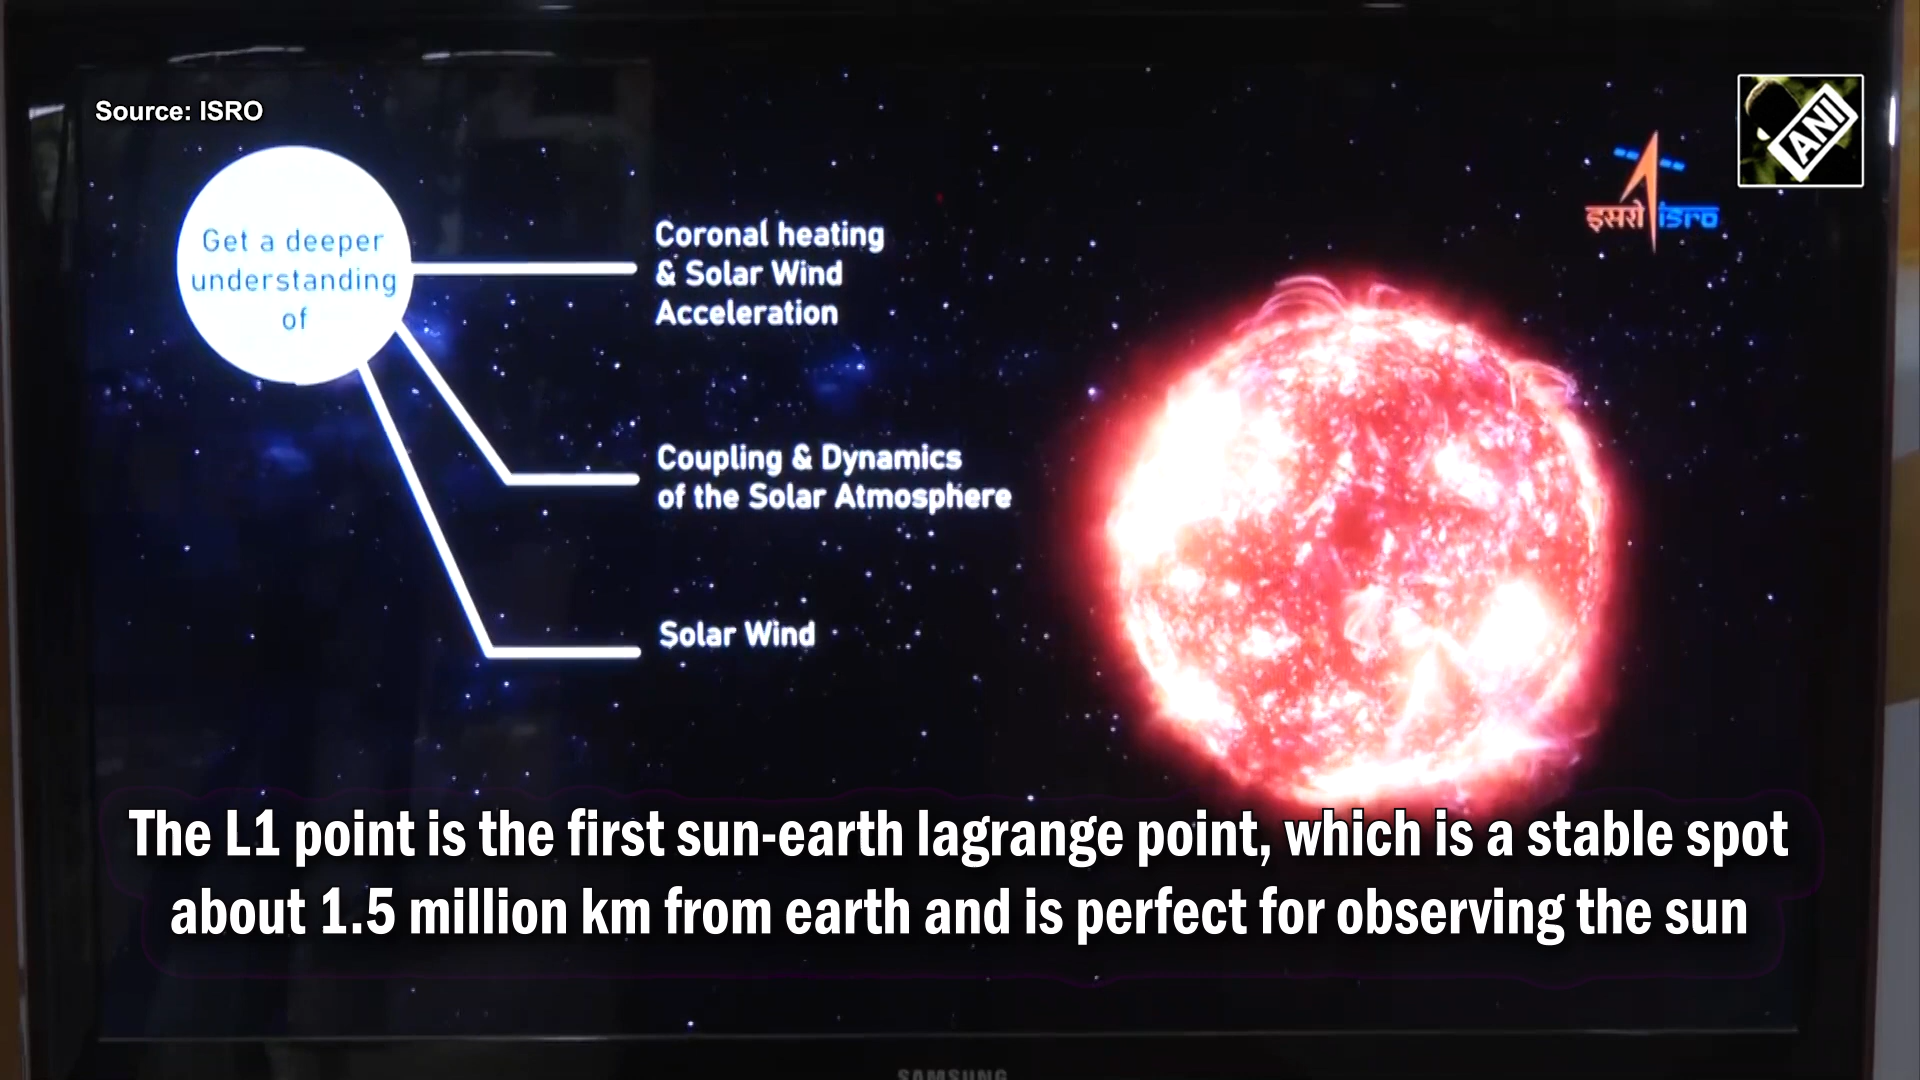 Source: ISRO
ANI
इसरो isro
Get a deeper
understanding
of
Coronal heating
& Solar Wind
Acceleration
Coupling & Dynamics
of the Solar Atmosphere
Solar Wind
The L1 point is the first sun-earth lagrange point, which is a stable spot
about 1.5 million km from earth and is perfect for observing the sun
SAMSUNG